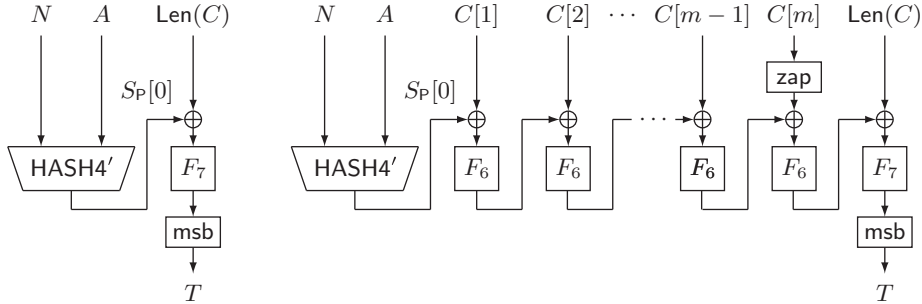 N A Len(C) N A C[1] C[2] ··· C[m − 1] C[m] Len(C)
zap
S_P[0] S_P[0]
⊕ ⊕ ⊕ ··· ⊕ ⊕ ⊕
HASH4′ F_7 HASH4′ F_6 F_6 F_6 F_6 F_7
msb msb
T T